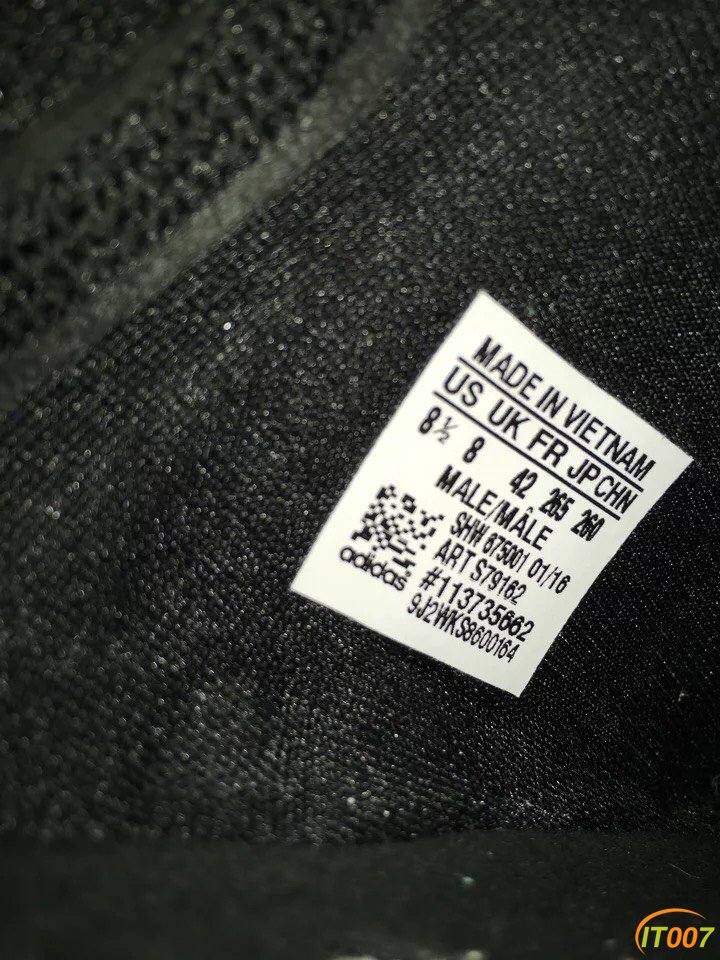 MADE IN VIETNAM
US UK FR JP CHN
8½ 8 42 265 260
MALE/MÂLE
SHW 675001 01/16
ART S79162
#113735662
9J2WKS8600164
adidas
IT007